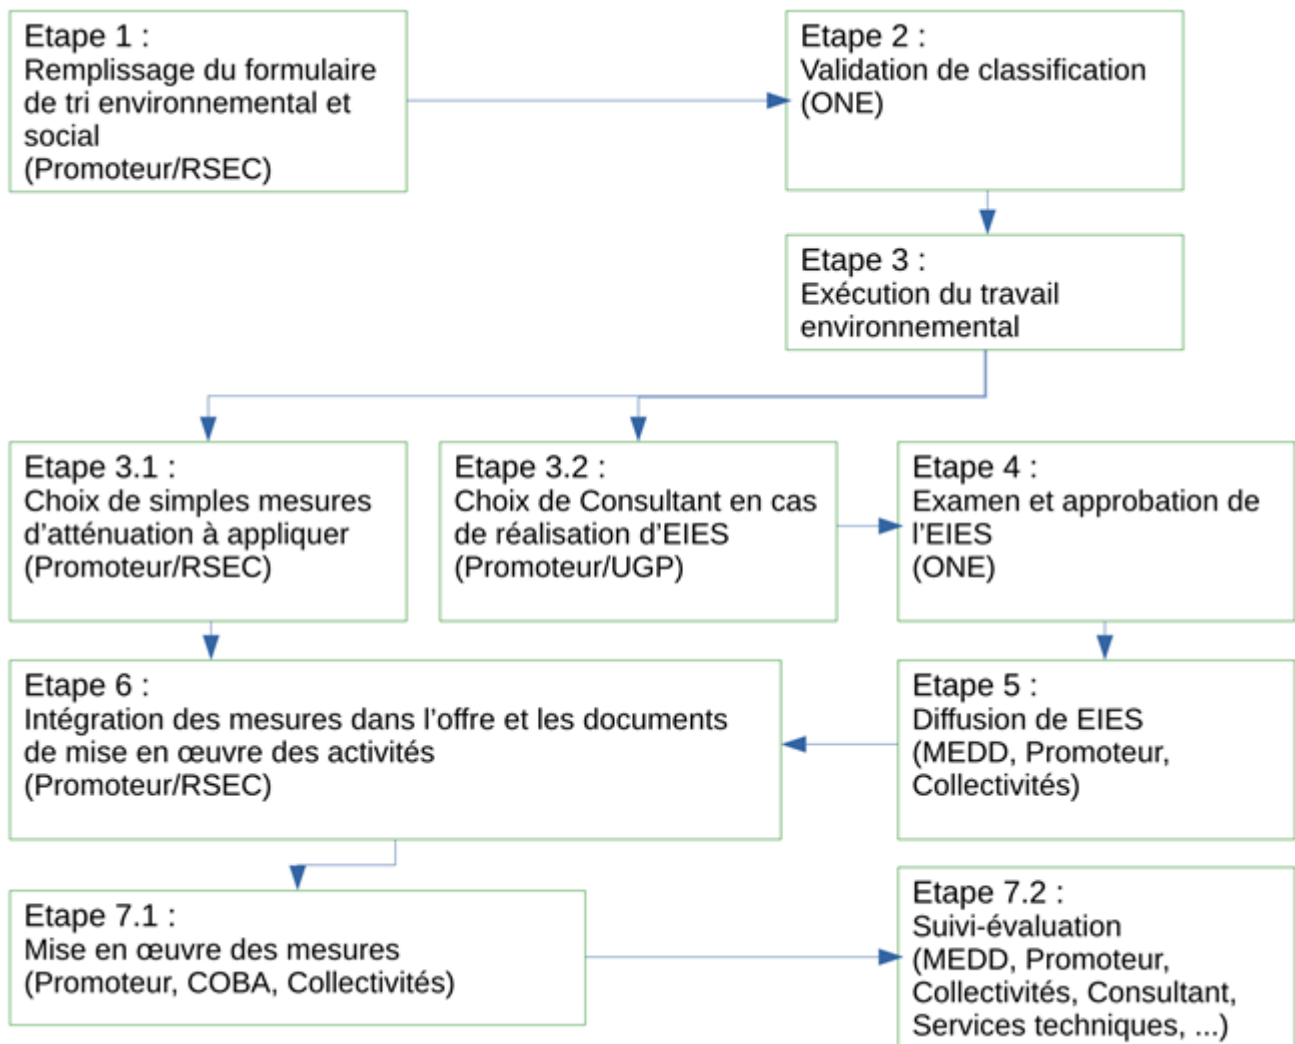 Etape 1 :
Remplissage du formulaire
de tri environnemental et
social
(Promoteur/RSEC)
Etape 2 :
Validation de classification
(ONE)
Etape 3 :
Exécution du travail
environnemental
Etape 3.1 :
Choix de simples mesures
d’atténuation à appliquer
(Promoteur/RSEC)
Etape 3.2 :
Choix de Consultant en cas
de réalisation d’EIES
(Promoteur/UGP)
Etape 4 :
Examen et approbation de
l’EIES
(ONE)
Etape 6 :
Intégration des mesures dans l’offre et les documents
de mise en œuvre des activités
(Promoteur/RSEC)
Etape 5 :
Diffusion de EIES
(MEDD, Promoteur,
Collectivités)
Etape 7.1 :
Mise en œuvre des mesures
(Promoteur, COBA, Collectivités)
Etape 7.2 :
Suivi-évaluation
(MEDD, Promoteur,
Collectivités, Consultant,
Services techniques, ...)